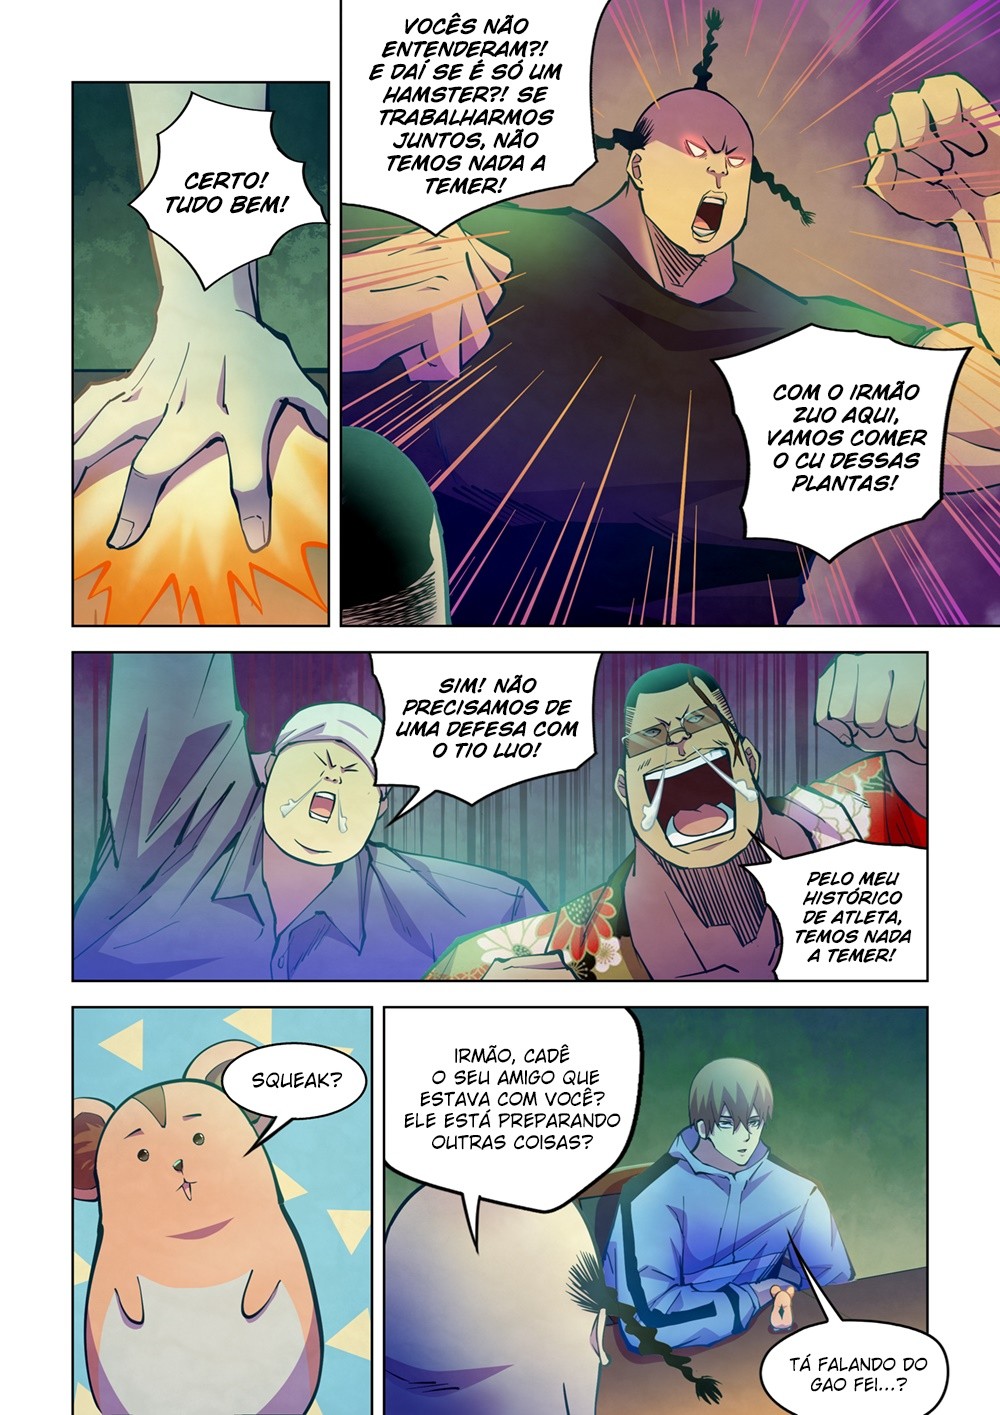 CERTO!
TUDO BEM!
VOCÊS NÃO
ENTENDERAM?!
E DAÍ SE É SÓ UM
HAMSTER?! SE
TRABALHARMOS
JUNTOS, NÃO
TEMOS NADA A
TEMER!
COM O IRMÃO
ZUO AQUI,
VAMOS COMER
O CU DESSAS
PLANTAS!
SIM! NÃO
PRECISAMOS DE
UMA DEFESA COM
O TIO LUO!
PELO MEU
HISTÓRICO
DE ATLETA,
TEMOS NADA
A TEMER!
SQUEAK?
IRMÃO, CADÊ
O SEU AMIGO QUE
ESTAVA COM VOCÊ?
ELE ESTÁ PREPARANDO
OUTRAS COISAS?
TÁ FALANDO DO
GAO FEI...?